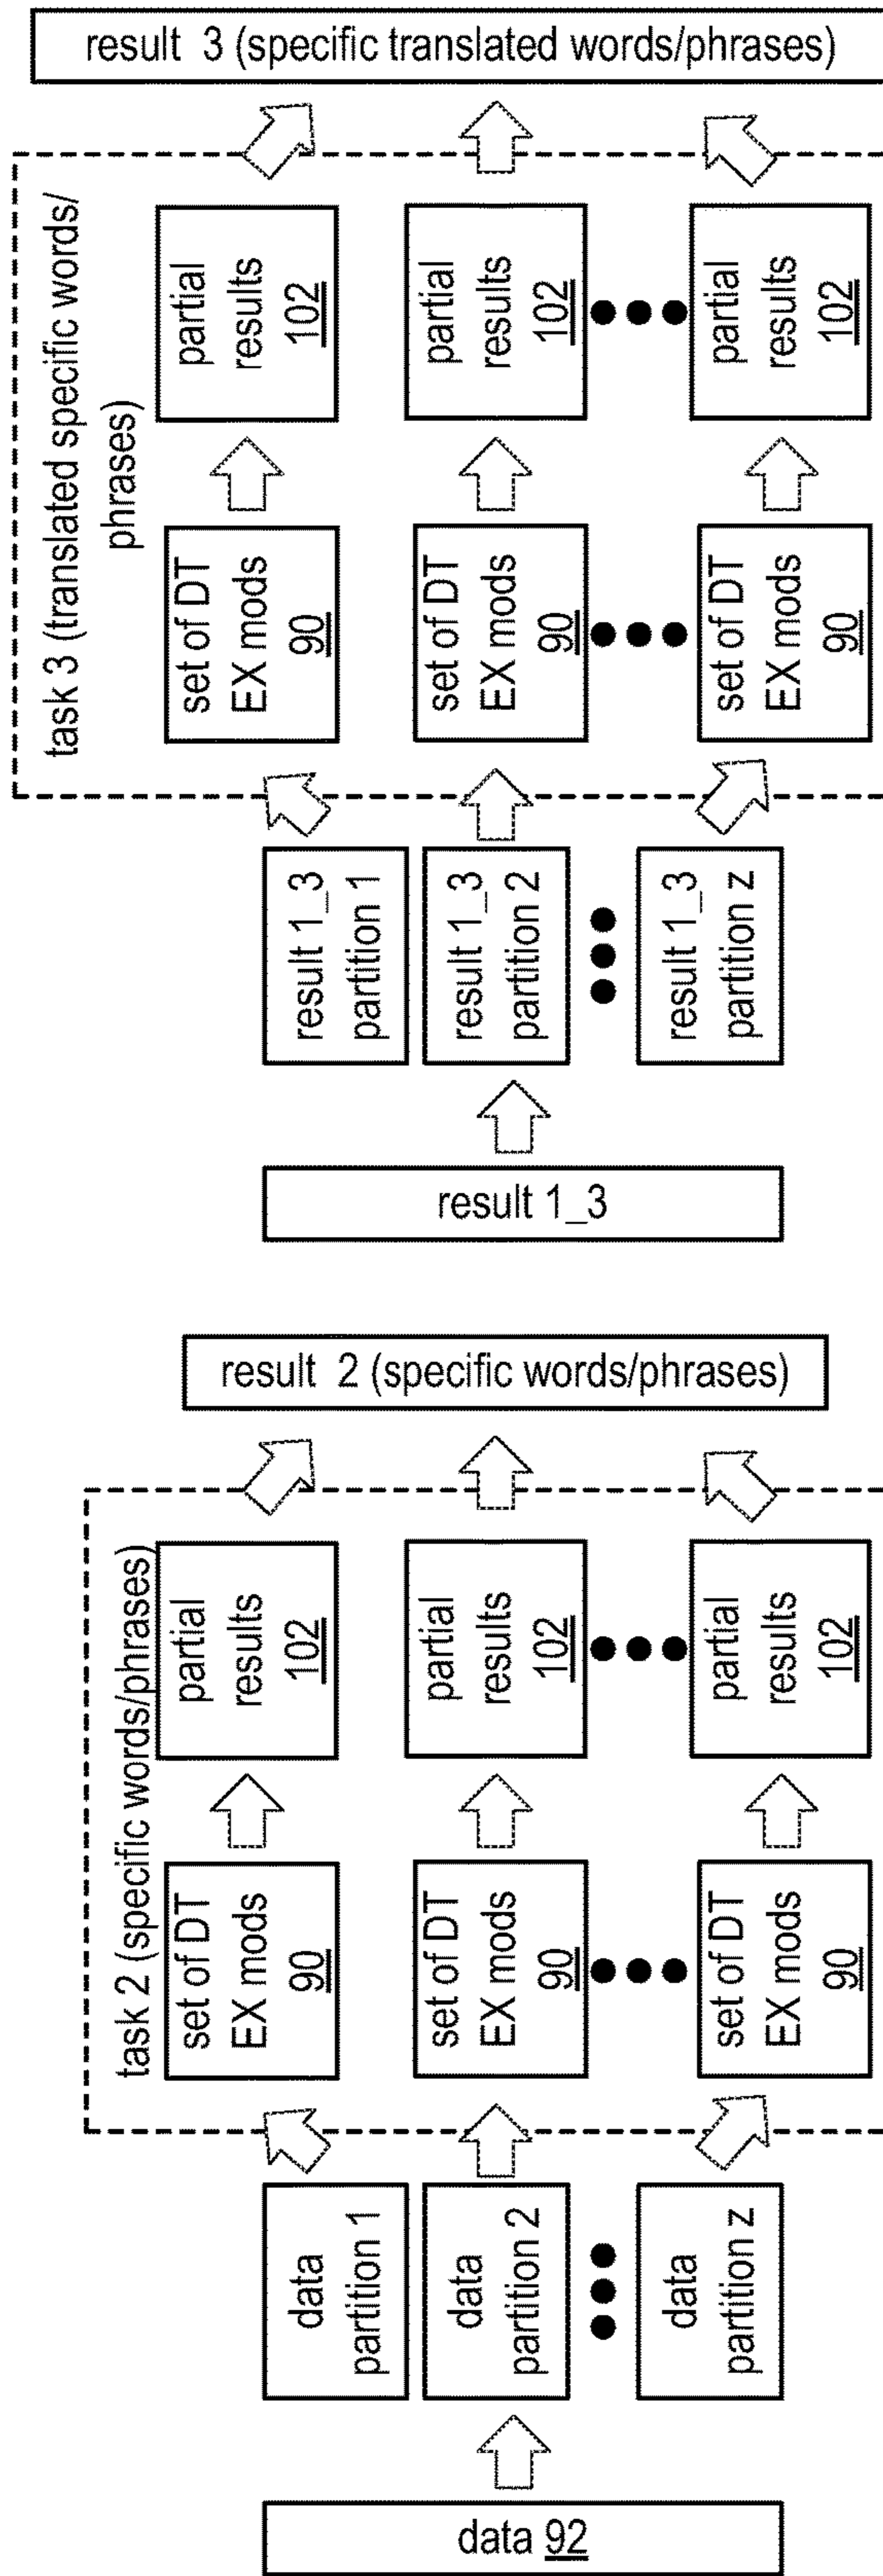 data 92
data
partition 1
data
partition 2
data
partition z
task 2 (specific words/phrases)
set of DT
EX mods
90
partial
results
102
set of DT
EX mods
90
partial
results
102
set of DT
EX mods
90
partial
results
102
result 2 (specific words/phrases)
result 1_3
result 1_3
partition 1
result 1_3
partition 2
result 1_3
partition z
task 3 (translated specific words/
phrases)
set of DT
EX mods
90
partial
results
102
set of DT
EX mods
90
partial
results
102
set of DT
EX mods
90
partial
results
102
result 3 (specific translated words/phrases)